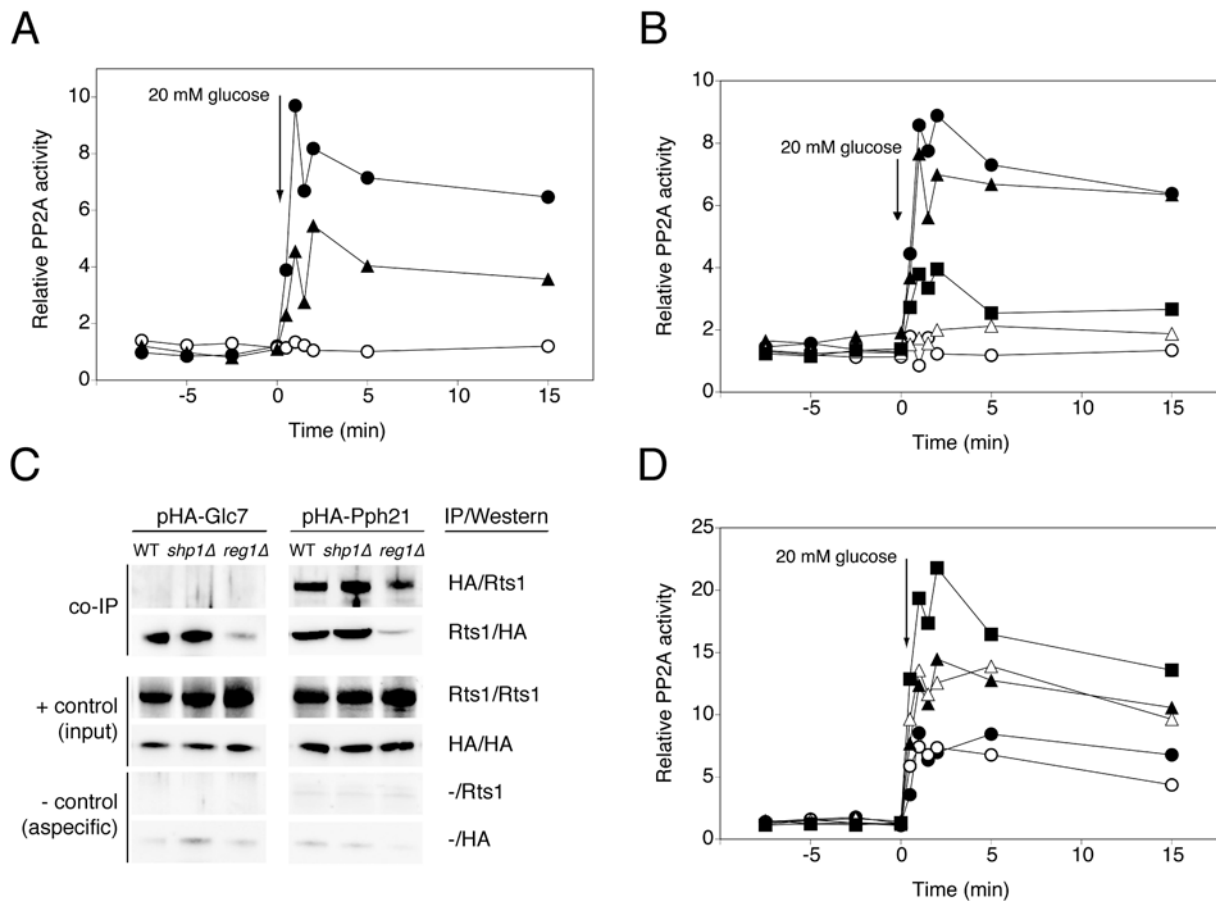 A
20 mM glucose
Relative PP2A activity
10
8
6
4
2
0
-5
0
5
10
15
Time (min)
B
20 mM glucose
Relative PP2A activity
10
8
6
4
2
0
-5
0
5
10
15
Time (min)
C
pHA-Glc7
pHA-Pph21
IP/Western
WT
shp1Δ
reg1Δ
WT
shp1Δ
reg1Δ
co-IP
HA/Rts1
Rts1/HA
+ control
(input)
Rts1/Rts1
HA/HA
- control
(aspecific)
-/Rts1
-/HA
D
20 mM glucose
Relative PP2A activity
25
20
15
10
5
0
-5
0
5
10
15
Time (min)